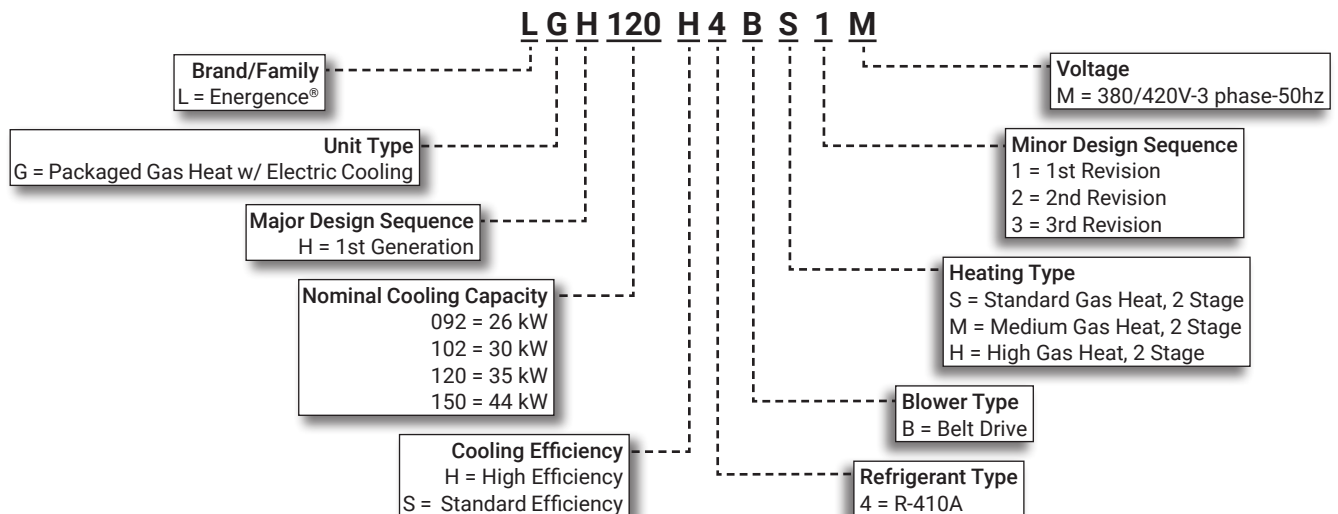 L G H 120 H 4 B S 1 M
Brand/Family
L = Energence®
Unit Type
G = Packaged Gas Heat w/ Electric Cooling
Major Design Sequence
H = 1st Generation
Nominal Cooling Capacity
092 = 26 kW
102 = 30 kW
120 = 35 kW
150 = 44 kW
Cooling Efficiency
H = High Efficiency
S = Standard Efficiency
Voltage
M = 380/420V-3 phase-50hz
Minor Design Sequence
1 = 1st Revision
2 = 2nd Revision
3 = 3rd Revision
Heating Type
S = Standard Gas Heat, 2 Stage
M = Medium Gas Heat, 2 Stage
H = High Gas Heat, 2 Stage
Blower Type
B = Belt Drive
Refrigerant Type
4 = R-410A